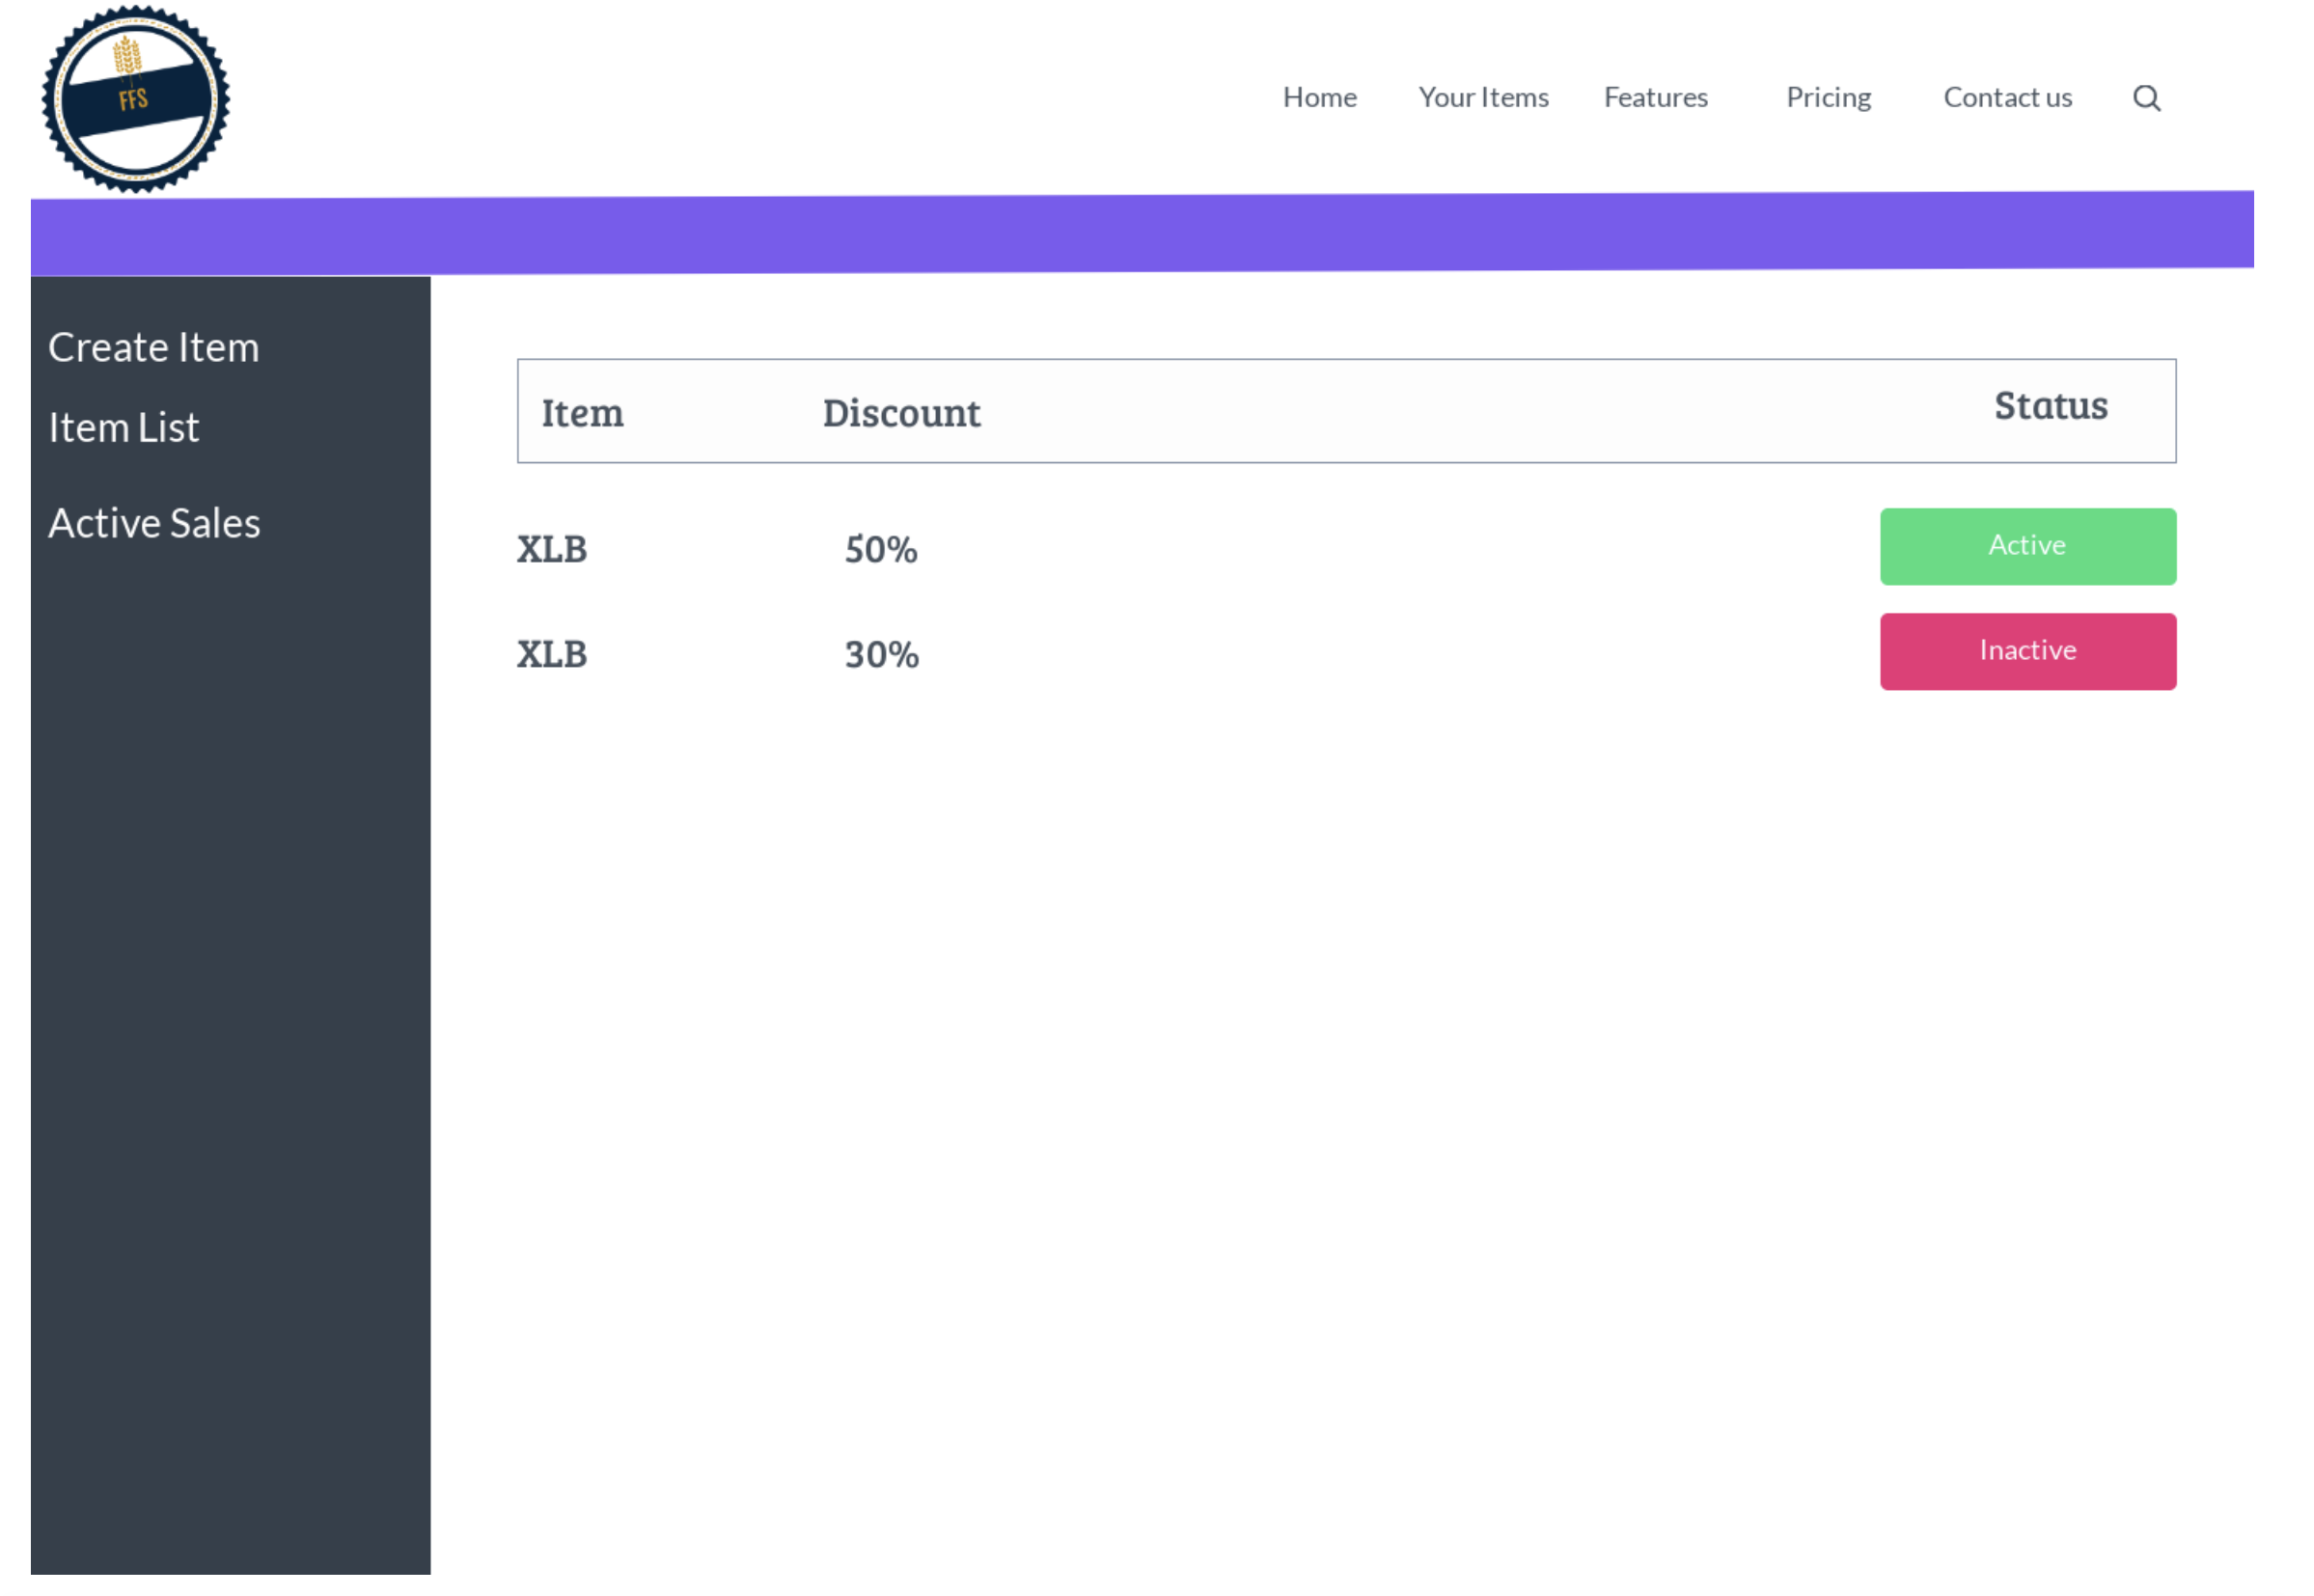 FFS
Home Your Items Features Pricing Contact us
Create Item
Item List
Active Sales
Item Discount Status
XLB 50% Active
XLB 30% Inactive